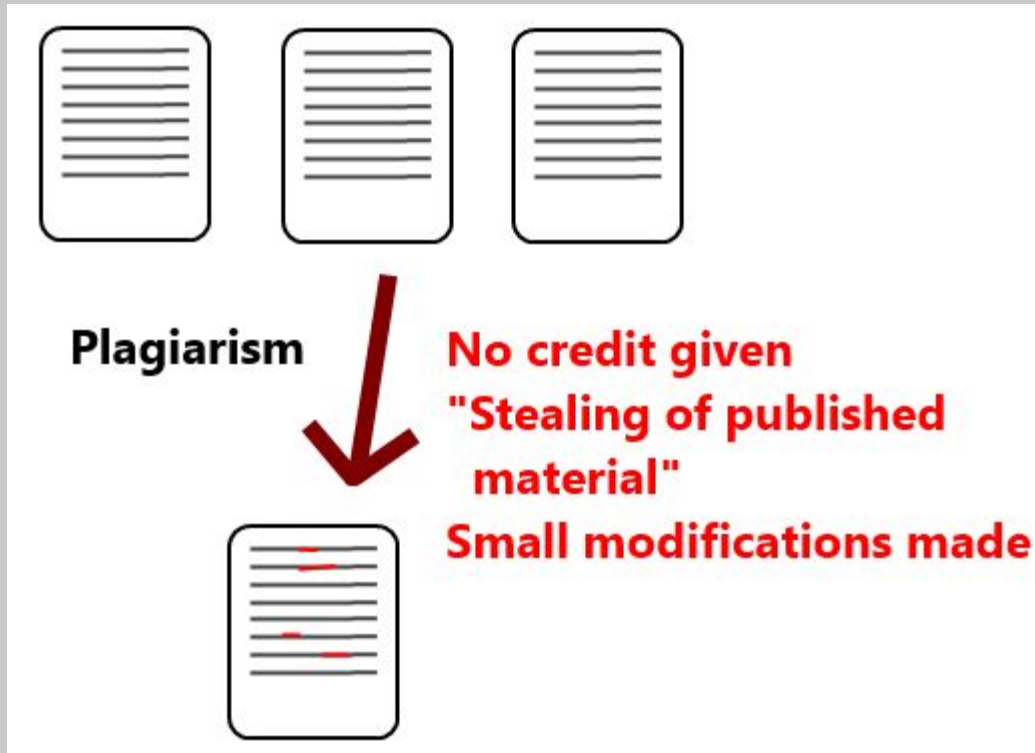 Plagiarism
No credit given
"Stealing of published
material"
Small modifications made